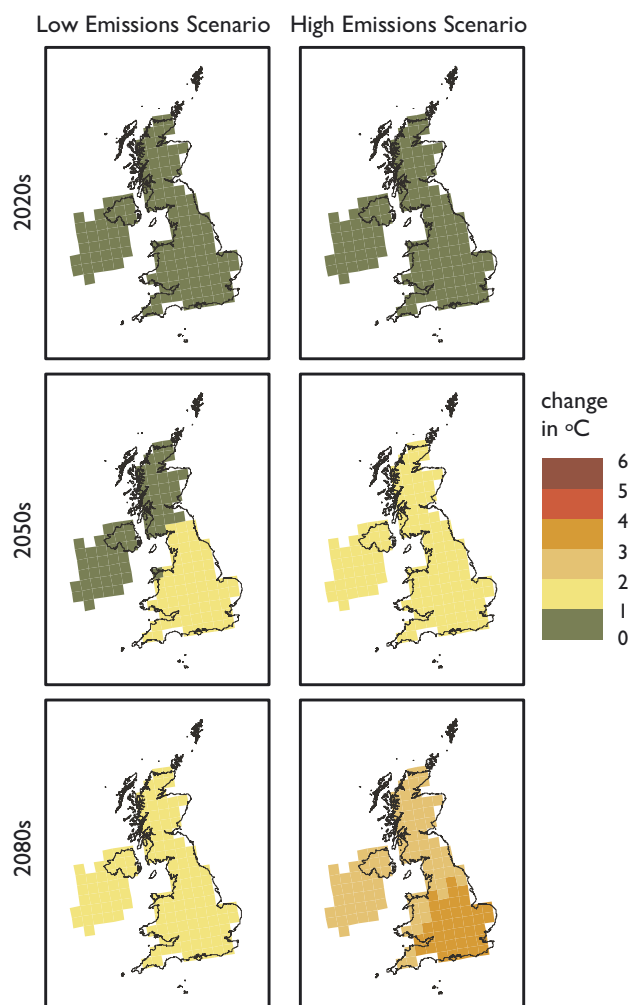 Low Emissions Scenario
High Emissions Scenario
2020s
2050s
2080s
change
in °C
6
5
4
3
2
1
0